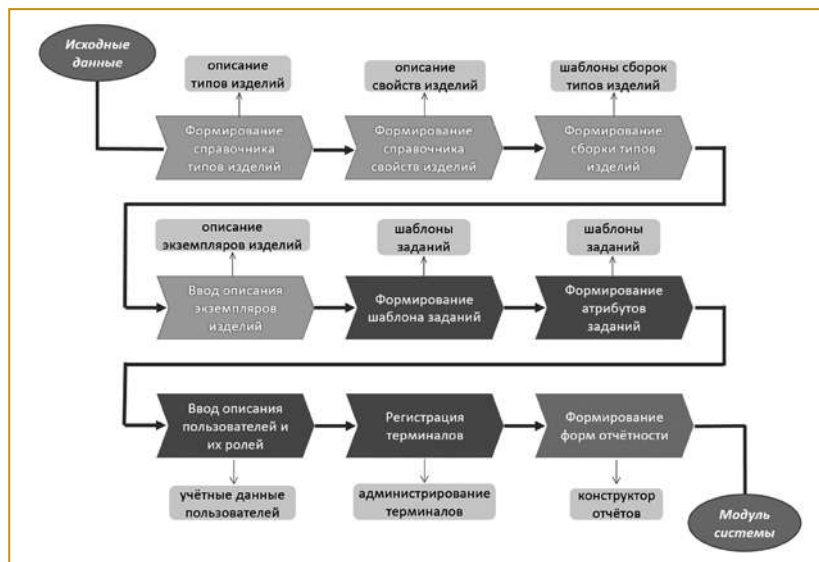 Исходные
данные
описание
типов изделий
описание
свойств изделий
шаблоны сборок
типов изделий
Формирование
справочника
типов изделий
Формирование
справочника
свойств изделий
Формирование
сборки типов
изделий
описание
экземпляров изделий
шаблоны
заданий
шаблоны
заданий
Ввод описания
экземпляров
изделий
Формирование
шаблона заданий
Формирование
атрибутов
заданий
Ввод описания
пользователей и
их ролей
Регистрация
терминалов
Формирование
форм отчётности
учётные данные
пользователей
администрирование
терминалов
конструктор
отчётов
Модуль
системы